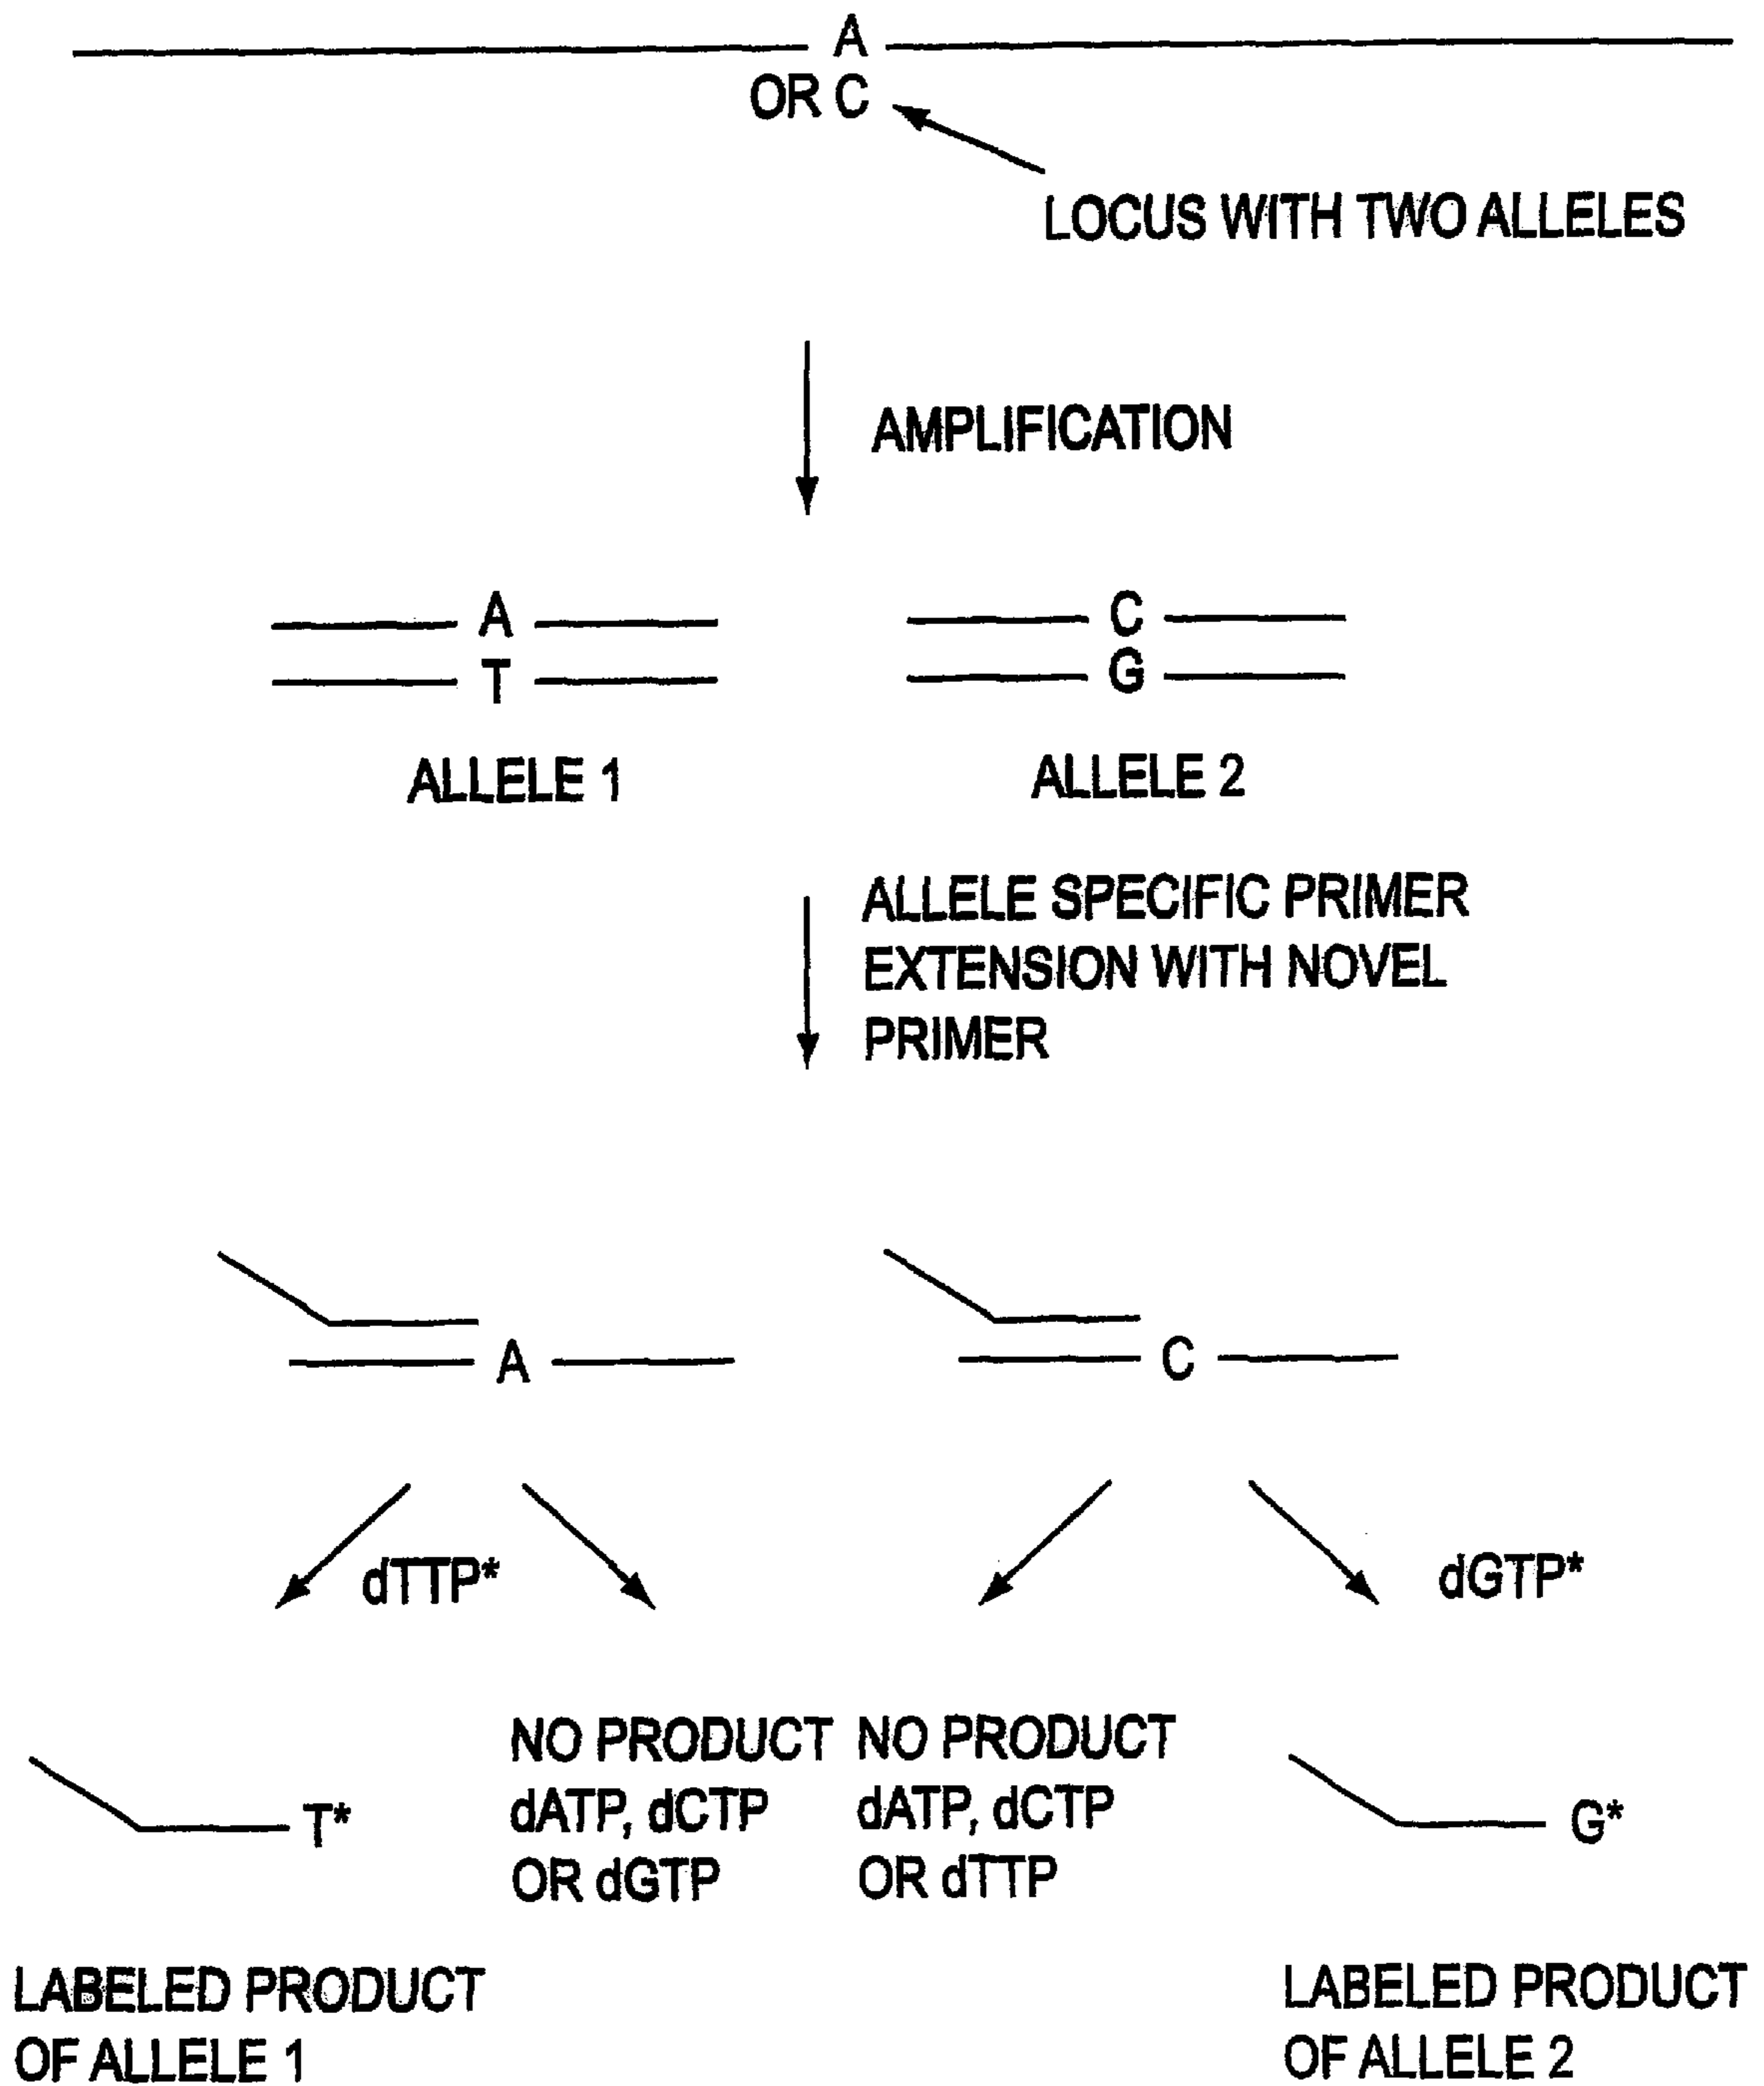 A
OR C
LOCUS WITH TWO ALLELES
AMPLIFICATION
A
T
ALLELE 1
C
G
ALLELE 2
ALLELE SPECIFIC PRIMER
EXTENSION WITH NOVEL
PRIMER
A
C
dTTP*
dGTP*
T*
NO PRODUCT
dATP, dCTP
OR dGTP
NO PRODUCT
dATP, dCTP
OR dTTP
G*
LABELED PRODUCT
OF ALLELE 1
LABELED PRODUCT
OF ALLELE 2